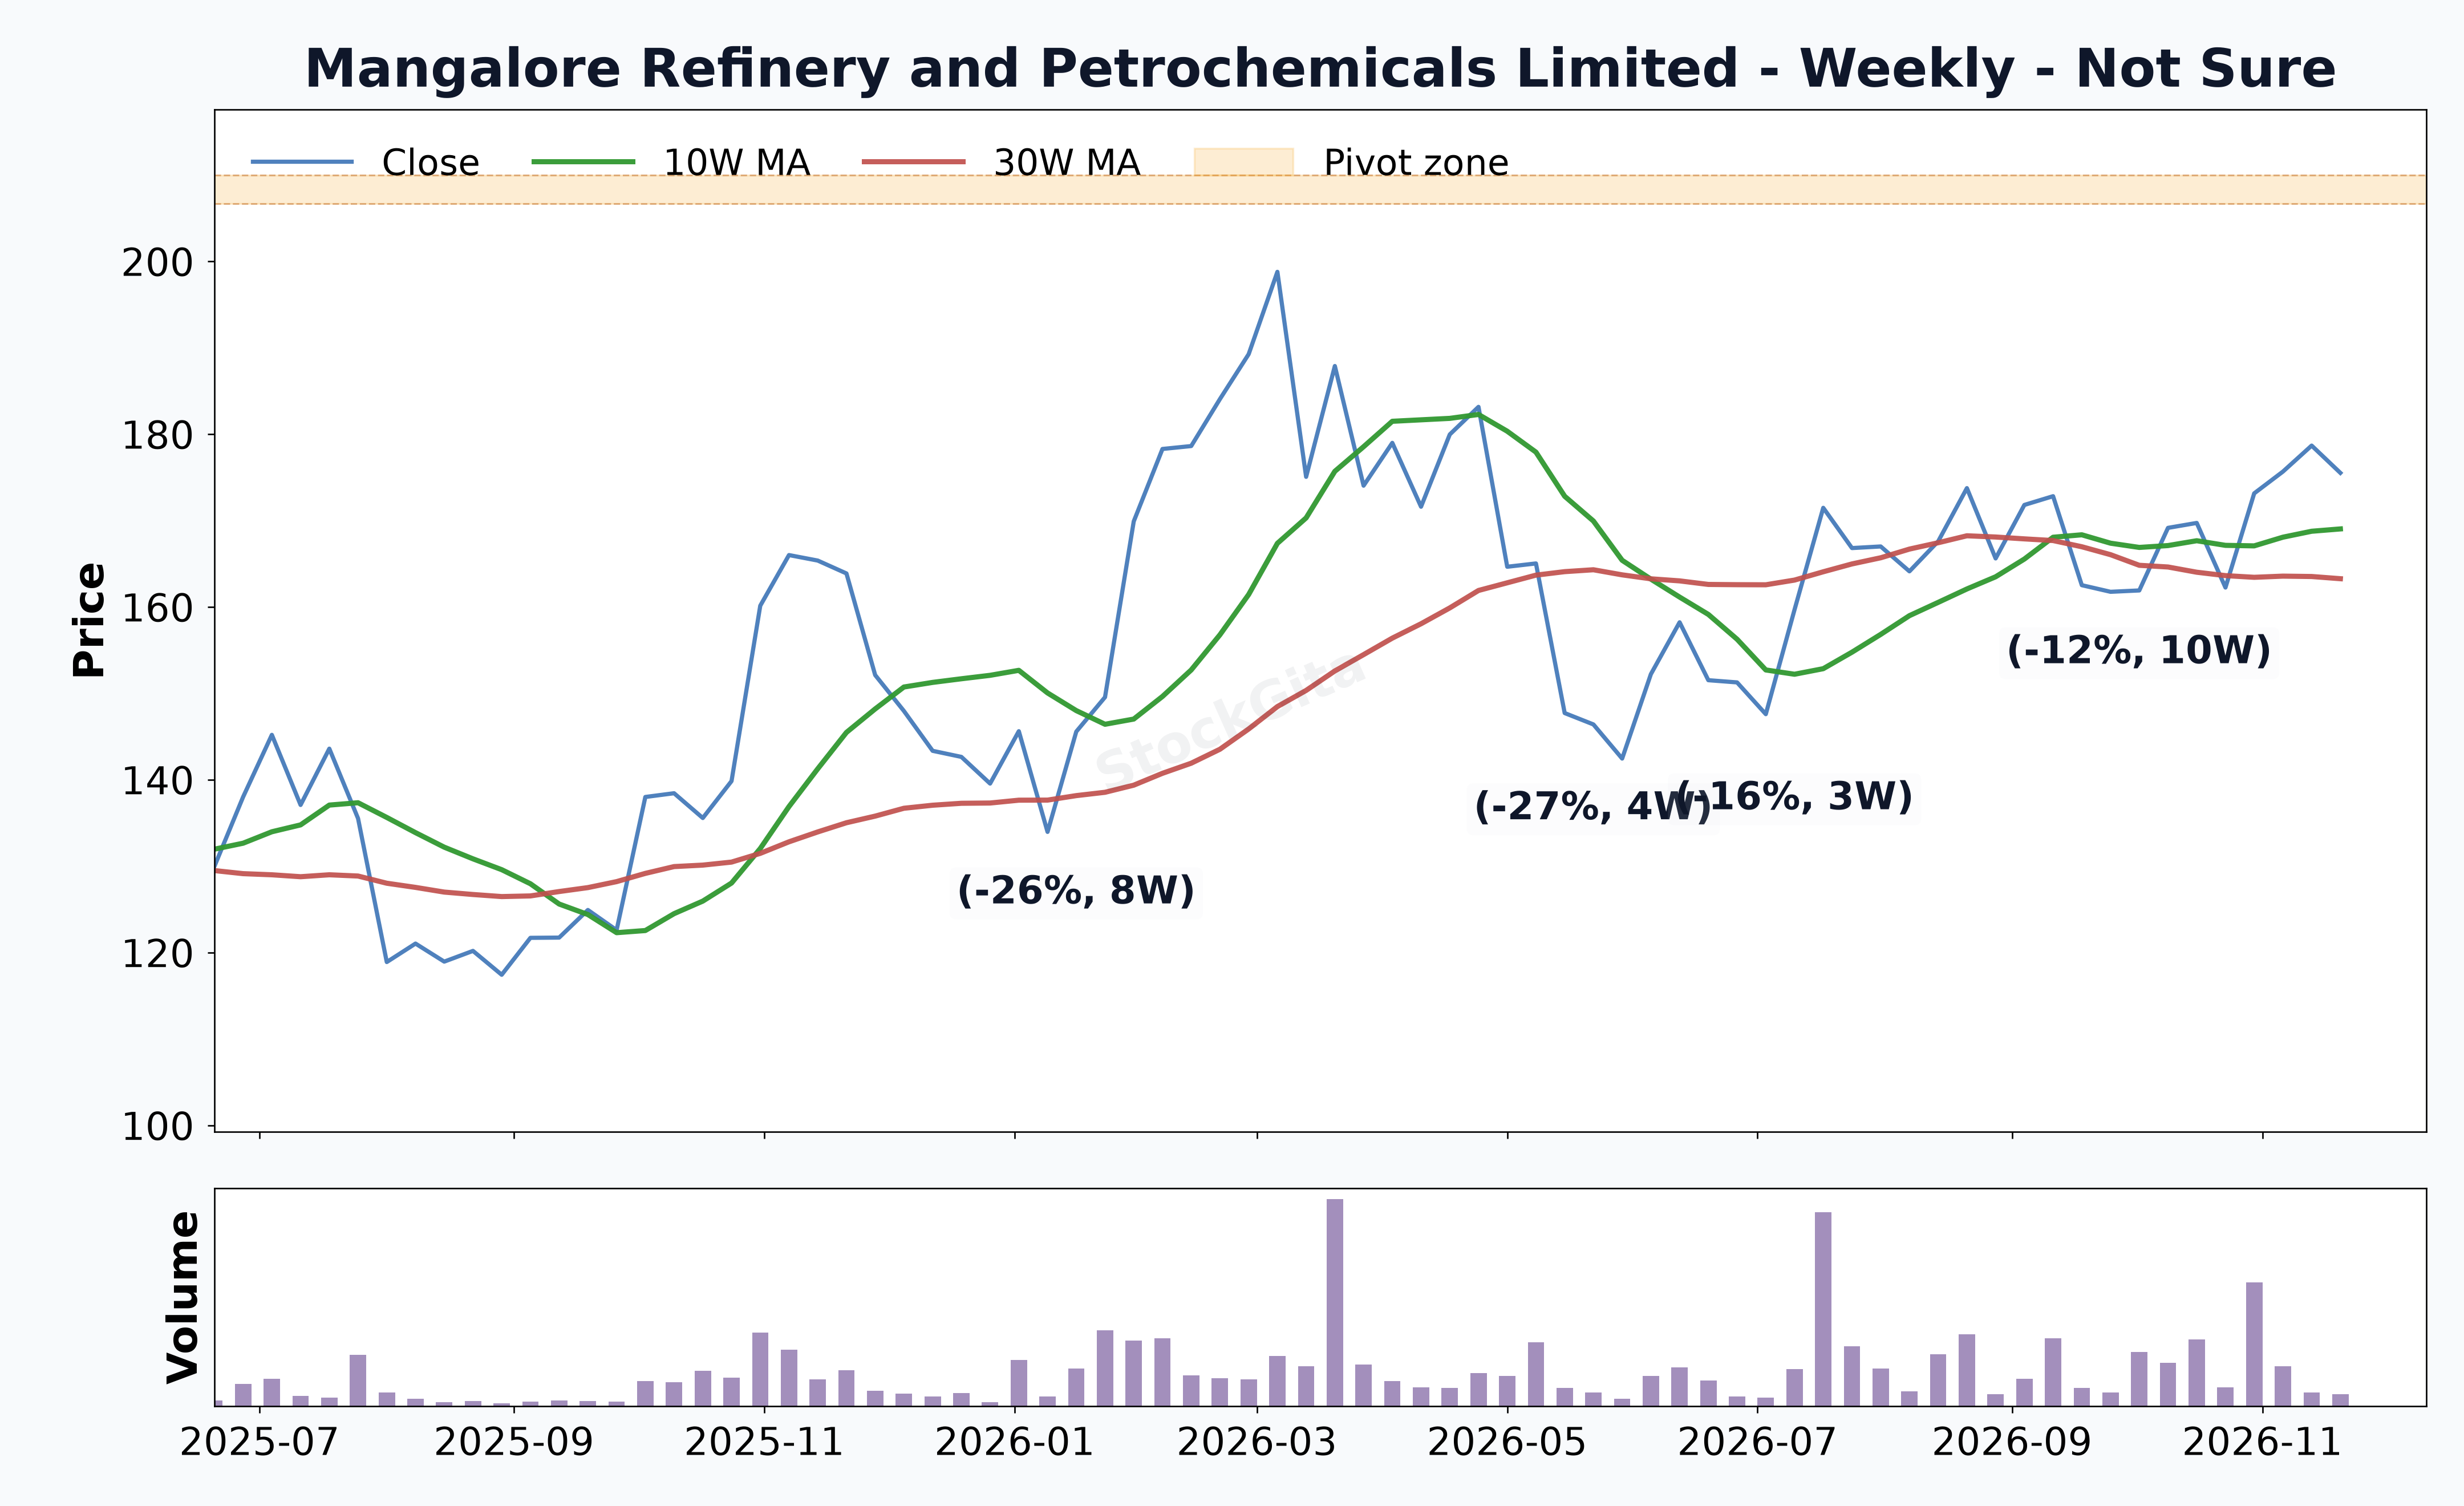 Mangalore Refinery and Petrochemicals Limited - Weekly - Not Sure
Close 10W MA 30W MA Pivot zone
Price
200
180
160
140
120
100
StockGita
(-26%, 8W)
(-27%, 4W)
(-16%, 3W)
(-12%, 10W)
Volume
2025-07 2025-09 2025-11 2026-01 2026-03 2026-05 2026-07 2026-09 2026-11